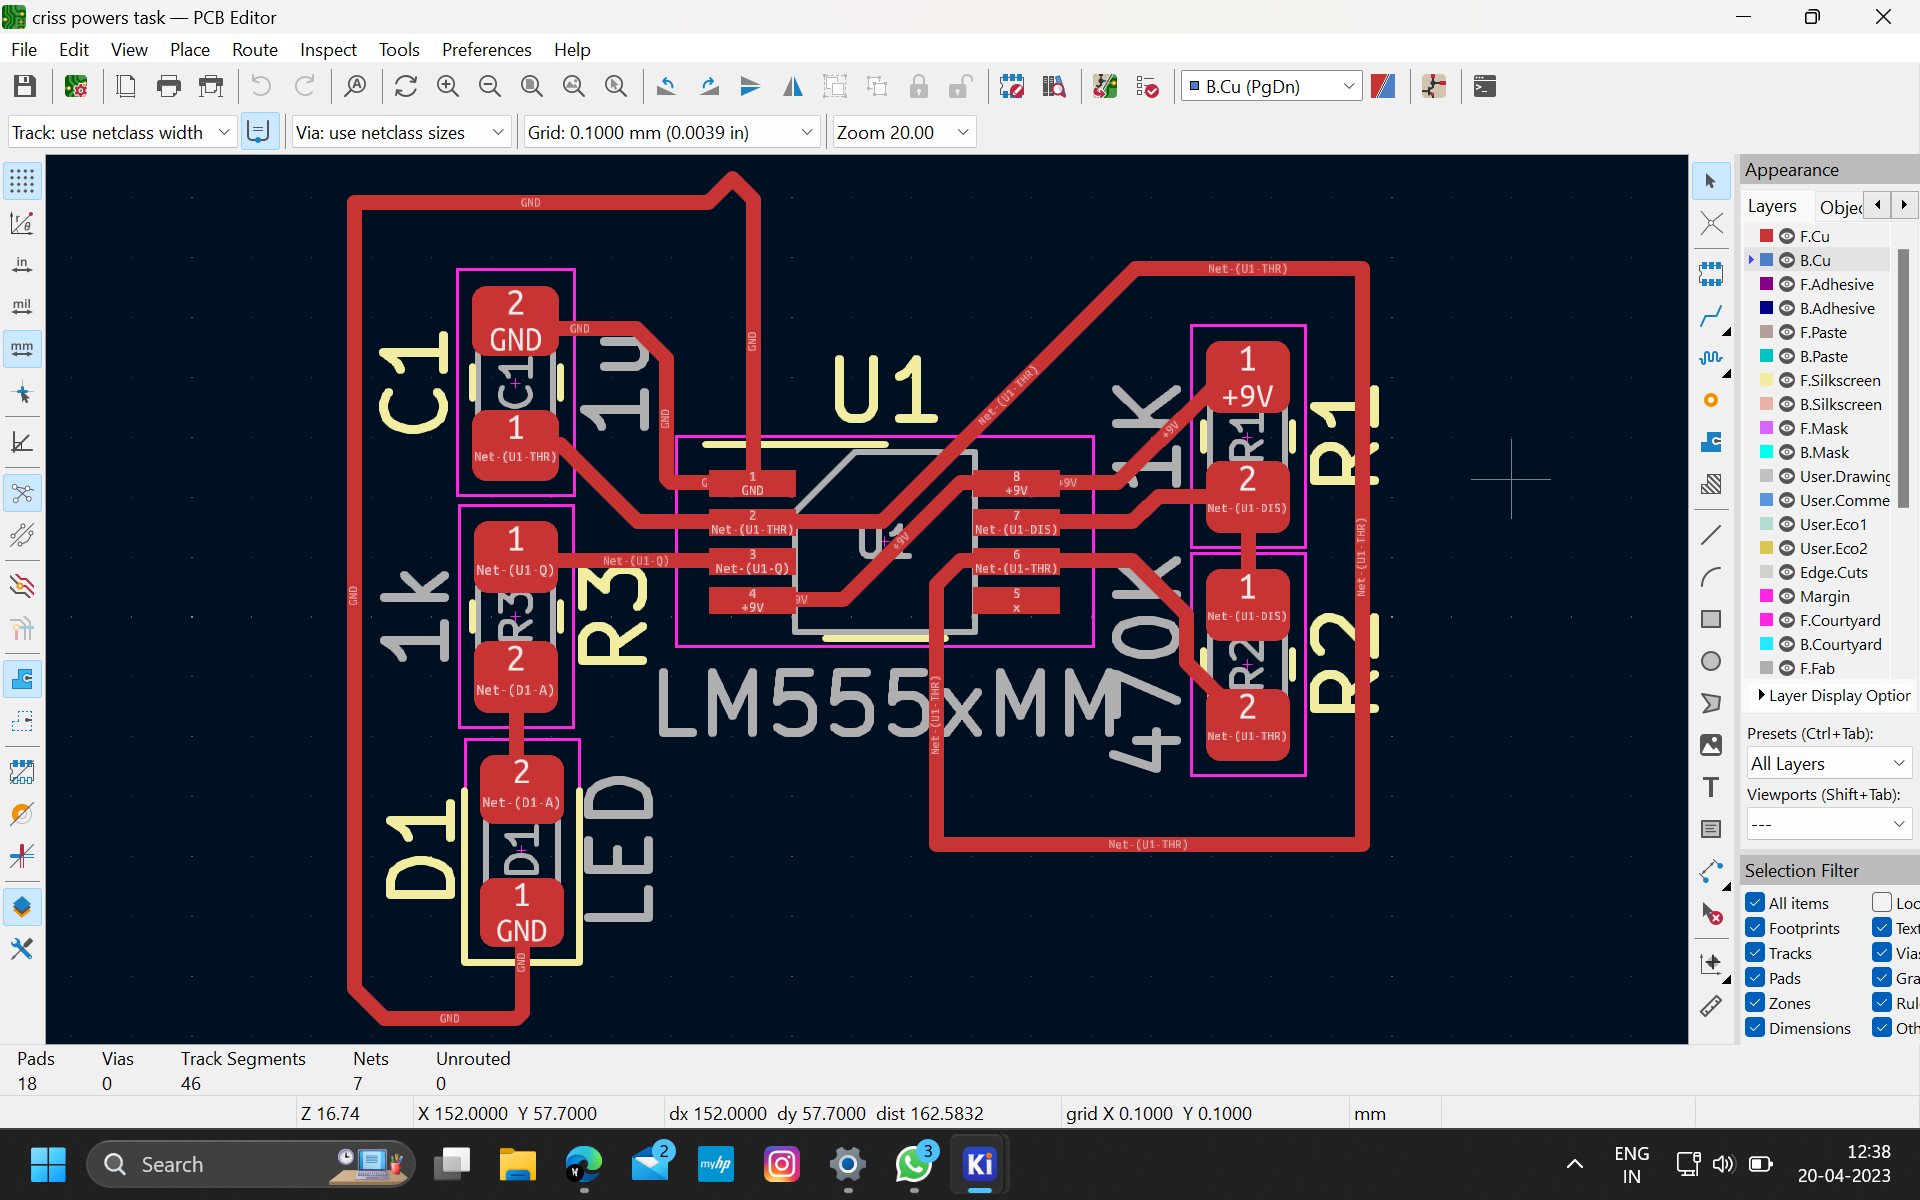 criss powers task — PCB Editor
File Edit View Place Route Inspect Tools Preferences Help
B.Cu (PgDn)
Track: use netclass width
Via: use netclass sizes
Grid: 0.1000 mm (0.0039 in)
Zoom 20.00
in
mil
mm
GND
GND
GND
GND
GND
GND
GND
C1
2
GND
C1
1
Net-(U1-THR)
1u
1k
1
Net-(U1-Q)
R3
2
Net-(D1-A)
R3
Net-(U1-Q)
D1
2
Net-(D1-A)
D1
1
GND
LED
U1
1
GND
2
Net-(U1-THR)
3
Net-(U1-Q)
4
+9V
U1
+9V
8
+9V
7
Net-(U1-DIS)
6
Net-(U1-THR)
5
x
LM555xMM
Net-(U1-THR)
Net-(U1-THR)
Net-(U1-THR)
Net-(U1-THR)
Net-(U1-THR)
+9V
+9V
1K
1
+9V
R1
2
Net-(U1-DIS)
R1
470K
1
Net-(U1-DIS)
R2
2
Net-(U1-THR)
R2
Appearance
Layers
F.Cu
B.Cu
F.Adhesive
B.Adhesive
F.Paste
B.Paste
F.Silkscreen
B.Silkscreen
F.Mask
B.Mask
User.Drawing
User.Comme
User.Eco1
User.Eco2
Edge.Cuts
Margin
F.Courtyard
B.Courtyard
F.Fab
Layer Display Option
Presets (Ctrl+Tab):
All Layers
Viewports (Shift+Tab):
---
Selection Filter
All items
Footprints
Tracks
Pads
Zones
Dimensions
Pads Vias Track Segments Nets Unrouted
18 0 46 7 0
Z 16.74 X 152.0000 Y 57.7000 dx 152.0000 dy 57.7000 dist 162.5832 grid X 0.1000 Y 0.1000 mm
Search
2
myhp
3
Ki
ENG
IN
12:38
20-04-2023